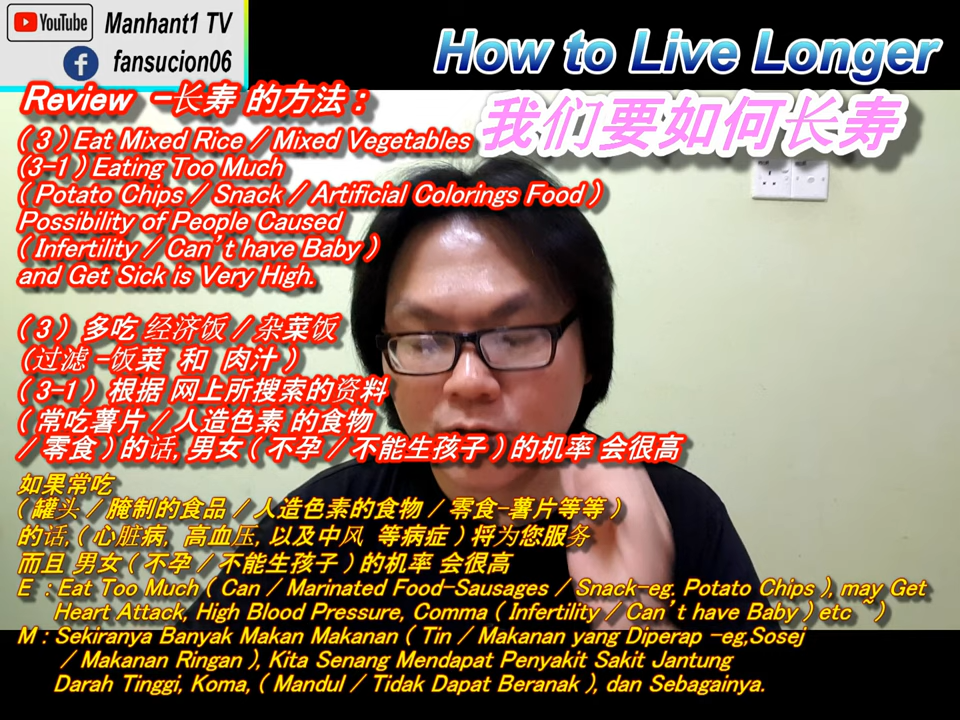 YouTube Manhant1 TV
fansucion06
How to Live Longer
我们要如何长寿
Review -长寿 的方法 :
( 3 ) Eat Mixed Rice / Mixed Vegetables
(3-1 ) Eating Too Much
( Potato Chips / Snack / Artificial Colorings Food )
Possibility of People Caused
( Infertility / Can't have Baby )
and Get Sick is Very High.
( 3 ) 多吃 经济饭 / 杂菜饭
(过滤 -饭菜 和 肉汁 )
( 3-1 ) 根据 网上所搜索的资料
( 常吃薯片 / 人造色素 的食物
/ 零食 ) 的话, 男女 ( 不孕 / 不能生孩子 ) 的机率 会很高
如果常吃
( 罐头 / 腌制的食品 / 人造色素的食物 / 零食-薯片等等 )
的话, ( 心脏病, 高血压, 以及中风 等病症 ) 将为您服务
而且 男女 ( 不孕 / 不能生孩子 ) 的机率 会很高
E : Eat Too Much ( Can / Marinated Food-Sausages / Snack-eg. Potato Chips ), may Get
Heart Attack, High Blood Pressure, Comma ( Infertility / Can't have Baby ) etc ~ )
M : Sekiranya Banyak Makan Makanan ( Tin / Makanan yang Diperap -eg,Sosej
/ Makanan Ringan ), Kita Senang Mendapat Penyakit Sakit Jantung
Darah Tinggi, Koma, ( Mandul / Tidak Dapat Beranak ), dan Sebagainya.